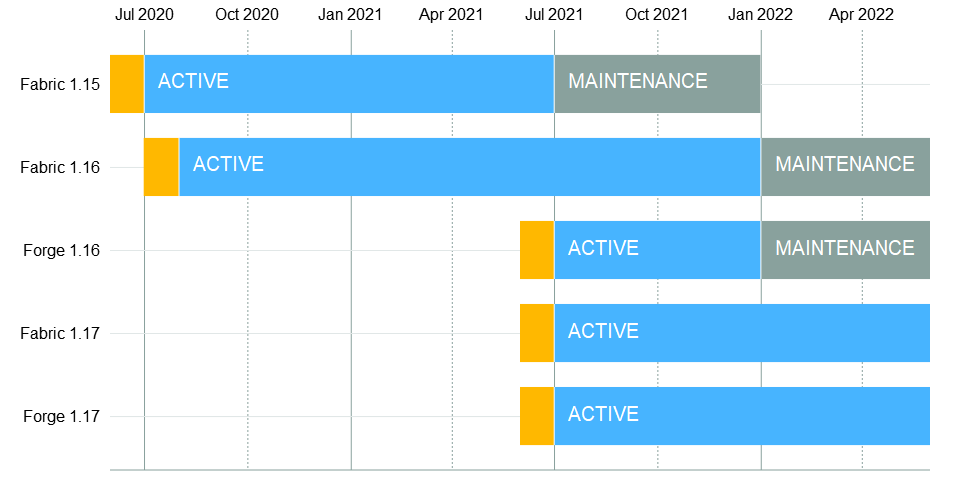 Jul 2020 Oct 2020 Jan 2021 Apr 2021 Jul 2021 Oct 2021 Jan 2022 Apr 2022
Fabric 1.15 ACTIVE MAINTENANCE
Fabric 1.16 ACTIVE MAINTENANCE
Forge 1.16 ACTIVE MAINTENANCE
Fabric 1.17 ACTIVE
Forge 1.17 ACTIVE